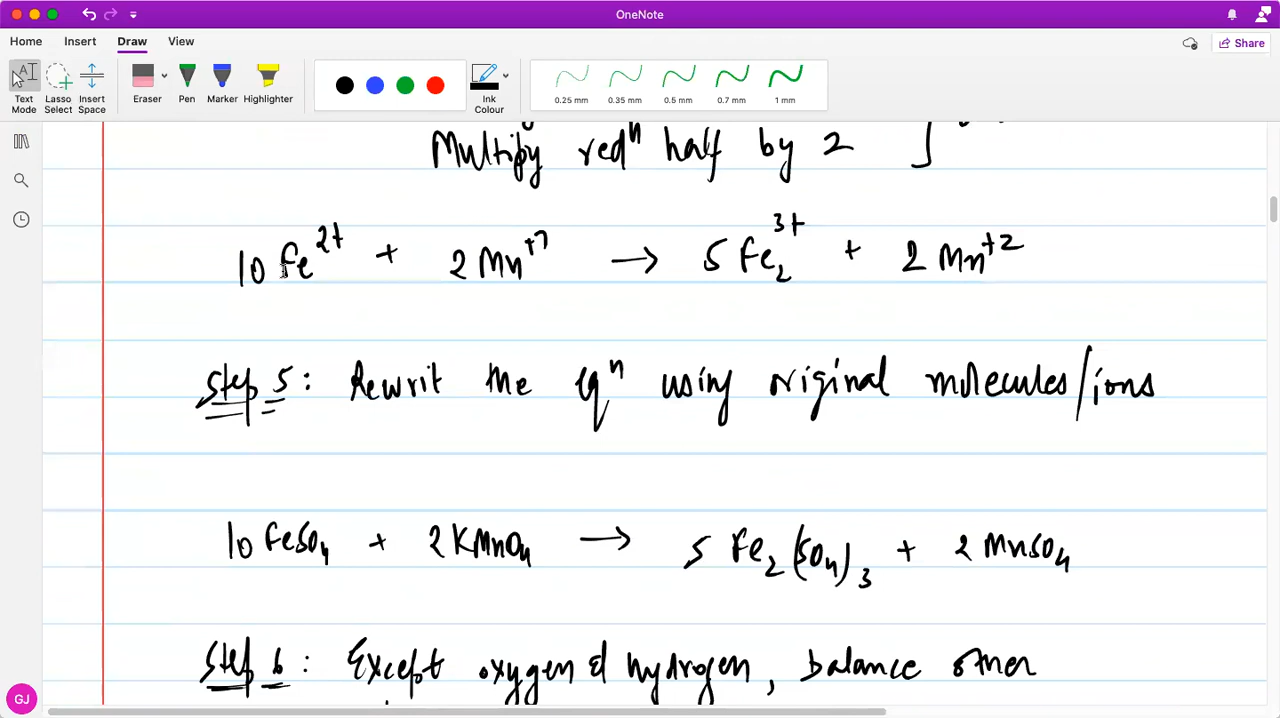 OneNote
Home Insert Draw View
Share
Text Mode
Lasso Select
Insert Space
Eraser
Pen
Marker
Highlighter
Ink Colour
0.25 mm 0.35 mm 0.5 mm 0.7 mm 1 mm
Multiply redⁿ half by 2
10 Fe²⁺ + 2 Mn⁺⁷ → 5 Fe₂³⁺ + 2 Mn⁺²
Step 5 : Rewrit the eqⁿ using original molecules/ions
10 FeSO₄ + 2 KMnO₄ → 5 Fe₂(SO₄)₃ + 2 MnSO₄
Step 6 : Except oxygen & hydrogen, balance other
GJ